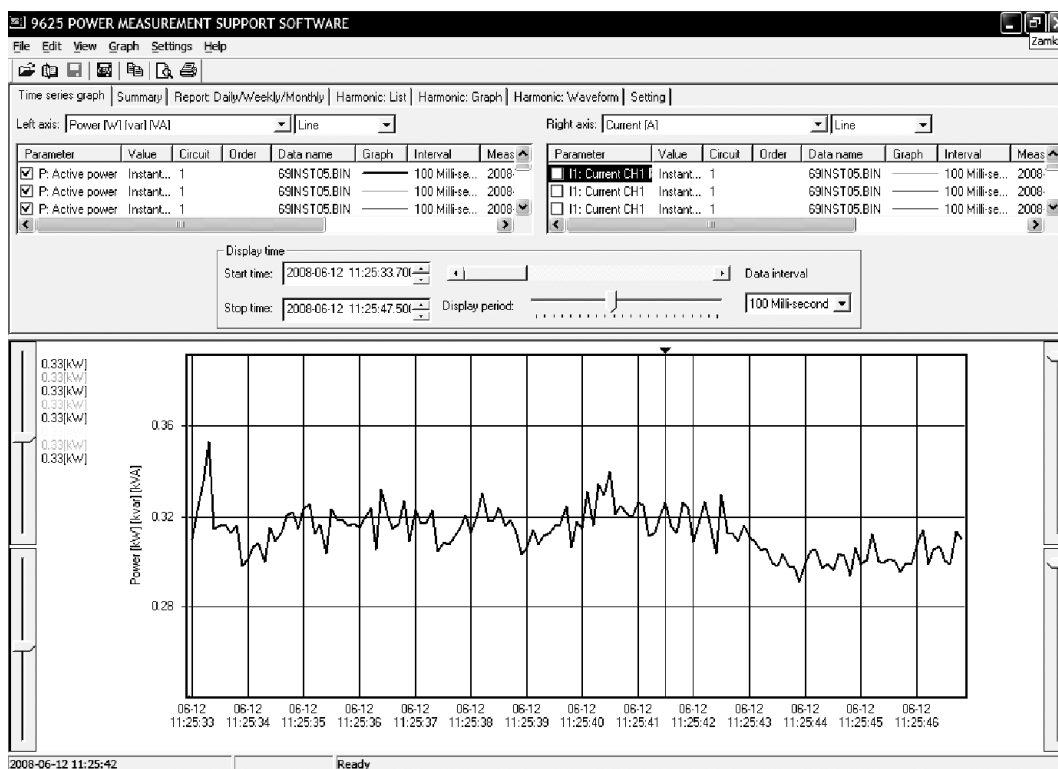 9625 POWER MEASUREMENT SUPPORT SOFTWARE
Zamk
File Edit View Graph Settings Help
Time series graph Summary Report: Daily/Weekly/Monthly Harmonic: List Harmonic: Graph Harmonic: Waveform Setting
Left axis: Power [W] [var] [VA] Line Right axis: Current [A] Line
Parameter Value Circuit Order Data name Graph Interval Meas Parameter Value Circuit Order Data name Graph Interval Meas
P: Active power Instant... 1 69INST05.BIN 100 Milli-se... 2008- I1: Current CH1 Instant... 1 69INST05.BIN 100 Milli-se... 2008-
P: Active power Instant... 1 69INST05.BIN 100 Milli-se... 2008- I1: Current CH1 Instant... 1 69INST05.BIN 100 Milli-se... 2008-
P: Active power Instant... 1 69INST05.BIN 100 Milli-se... 2008- I1: Current CH1 Instant... 1 69INST05.BIN 100 Milli-se... 2008-
Display time
Start time: 2008-06-12 11:25:33.70 Data interval
Stop time: 2008-06-12 11:25:47.50 Display period: 100 Milli-second
0.33[kW]
0.33[kW]
0.33[kW]
0.33[kW]
0.33[kW]
0.33[kW]
0.33[kW]
Power [kW] [kvar] [kVA]
0.36
0.32
0.28
06-12 06-12 06-12 06-12 06-12 06-12 06-12 06-12 06-12 06-12 06-12 06-12 06-12 06-12
11:25:33 11:25:34 11:25:35 11:25:36 11:25:37 11:25:38 11:25:39 11:25:40 11:25:41 11:25:42 11:25:43 11:25:44 11:25:45 11:25:46
2008-06-12 11:25:42 Ready